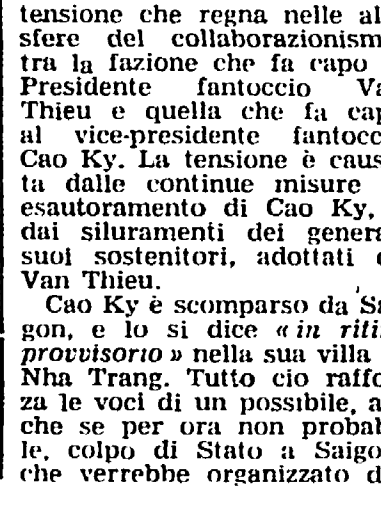 tensione che regna nelle al
sfere del collaborazionism
tra la fazione che fa capo
Presidente fantoccio Va
Thieu e quella che fa cap
al vice-presidente fantocc
Cao Ky. La tensione è caus
ta dalle continue misure
esautoramento di Cao Ky,
dai siluramenti dei genera
suoi sostenitori, adottati d
Van Thieu.
Cao Ky è scomparso da Sa
gon, e lo si dice « in riti
provvisorio » nella sua villa
Nha Trang. Tutto cio raffo
za le voci di un possibile, a
che se per ora non probab
le, colpo di Stato a Saigo
che verrebbe organizzato d